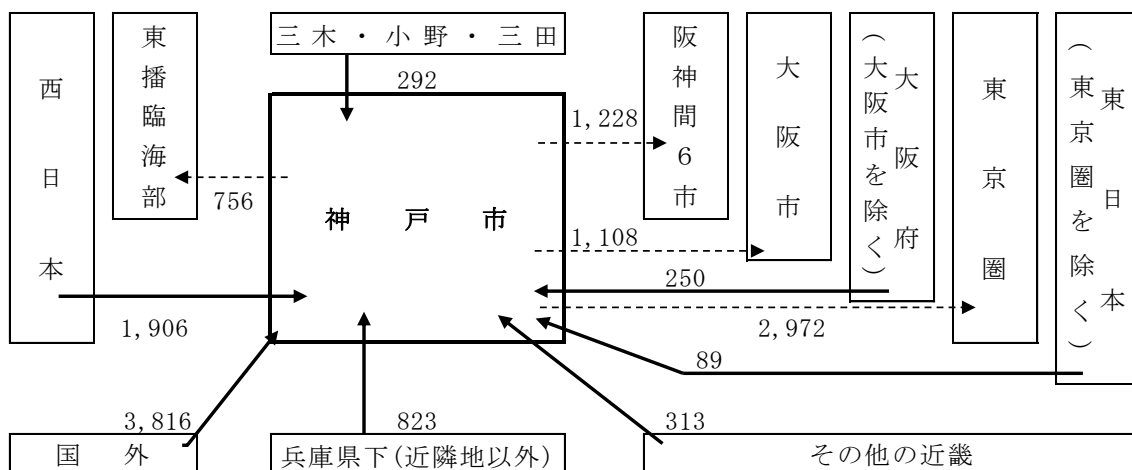 西日本
東播臨海部
三木・小野・三田
阪神間6市
大阪市
大阪府
(大阪市を除く)
東京圏
東日本
(東京圏を除く)
292
1,228
756
神戸市
1,108
250
1,906
2,972
89
3,816
823
313
国外
兵庫県下(近隣地以外)
その他の近畿